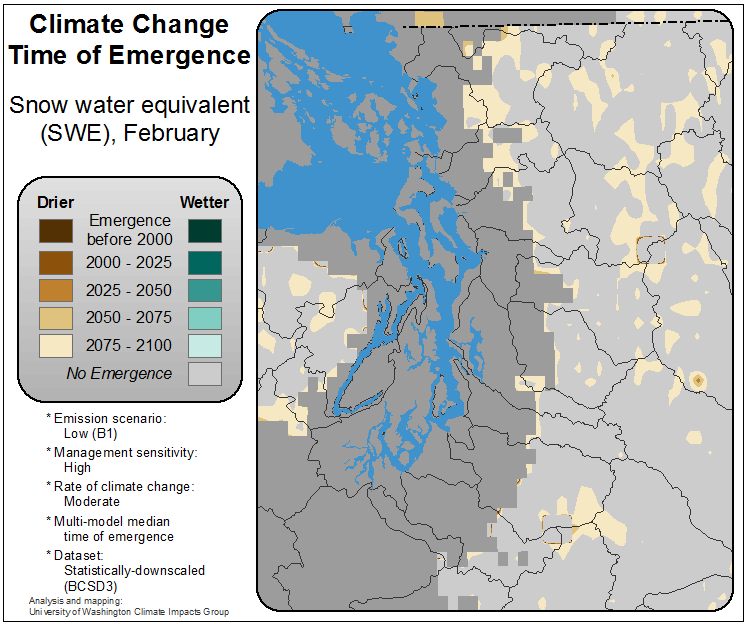 Climate Change
Time of Emergence
Snow water equivalent
(SWE), February
Drier Wetter
Emergence
before 2000
2000 - 2025
2025 - 2050
2050 - 2075
2075 - 2100
No Emergence
* Emission scenario:
Low (B1)
* Management sensitivity:
High
* Rate of climate change:
Moderate
* Multi-model median
time of emergence
* Dataset:
Statistically-downscaled
(BCSD3)
Analysis and mapping:
University of Washington Climate Impacts Group